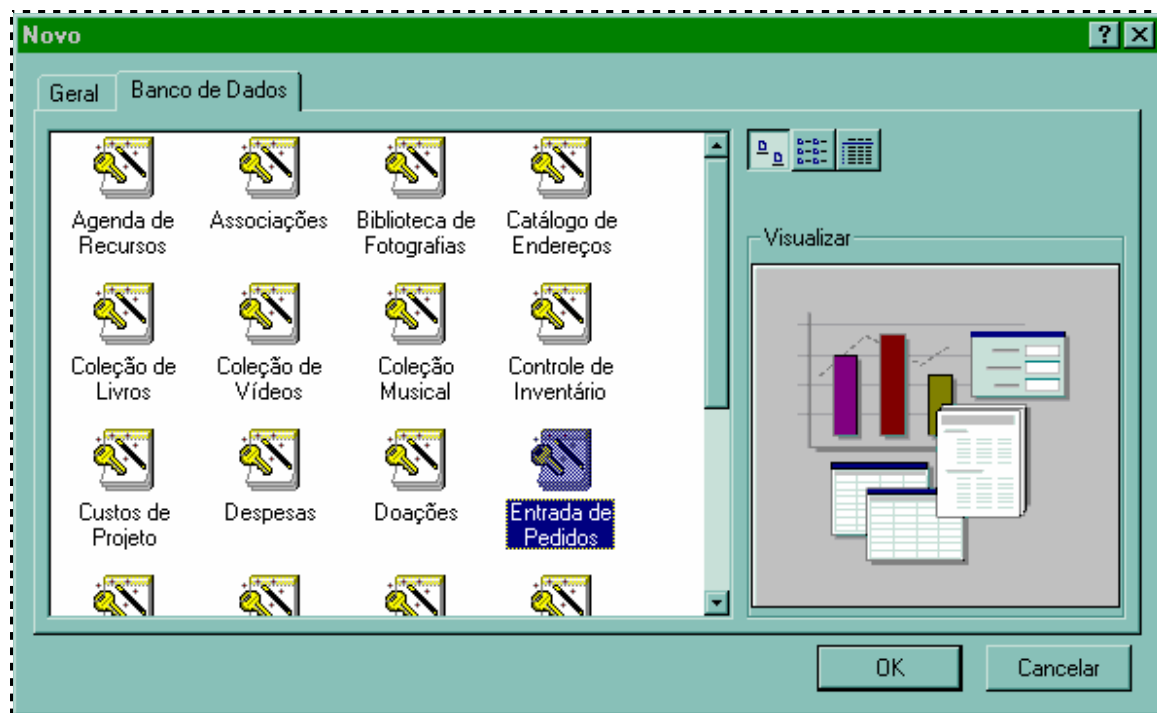 Novo
Geral
Banco de Dados
Agenda de
Recursos
Associações
Biblioteca de
Fotografias
Catálogo de
Endereços
Coleção de
Livros
Coleção de
Vídeos
Coleção
Musical
Controle de
Inventário
Custos de
Projeto
Despesas
Doações
Entrada de
Pedidos
Visualizar
OK
Cancelar